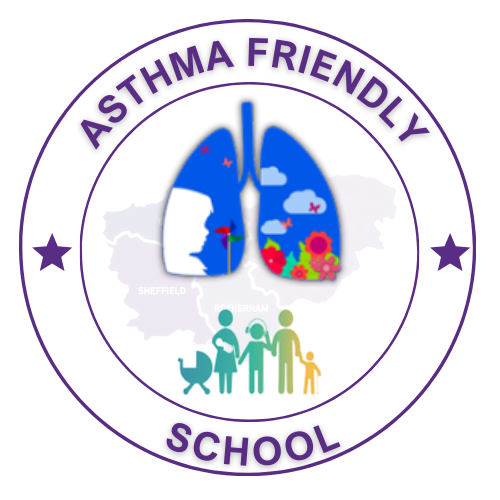 ASTHMA FRIENDLY
SHEFFIELD
ROTHERHAM
SCHOOL